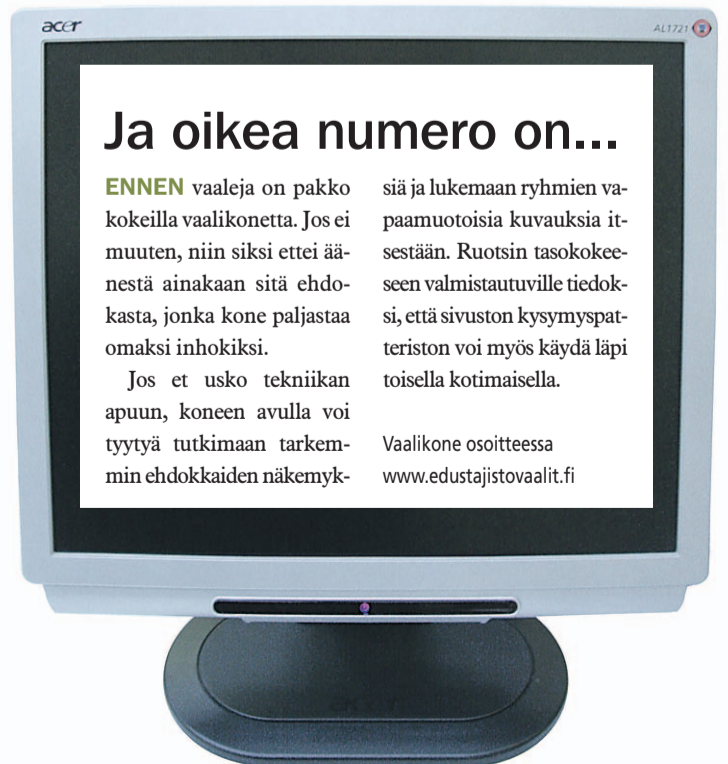 acer
AL1721
Ja oikea numero on...
ENNEN vaaleja on pakko
kokeilla vaalikonetta. Jos ei
muuten, niin siksi ettei ää-
nestä ainakaan sitä ehdo-
kasta, jonka kone paljastaa
omaksi inhokiksi.
Jos et usko tekniikan
apuun, koneen avulla voi
tyytyä tutkimaan tarkem-
min ehdokkaiden näkemyk-
siä ja lukemaan ryhmien va-
paamuotoisia kuvauksia it-
sestään. Ruotsin tasokokee-
seen valmistautuville tiedok-
si, että sivuston kysymyspat-
teriston voi myös käydä läpi
toisella kotimaisella.
Vaalikone osoitteessa
www.edustajistovaalit.fi
acer